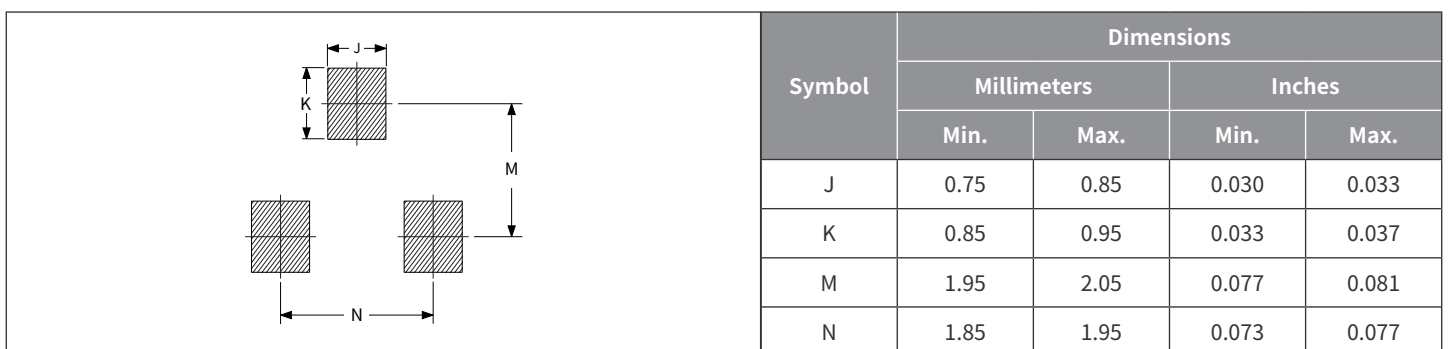 J
K
M
N
Dimensions
Symbol Millimeters Inches
Min. Max. Min. Max.
J 0.75 0.85 0.030 0.033
K 0.85 0.95 0.033 0.037
M 1.95 2.05 0.077 0.081
N 1.85 1.95 0.073 0.077